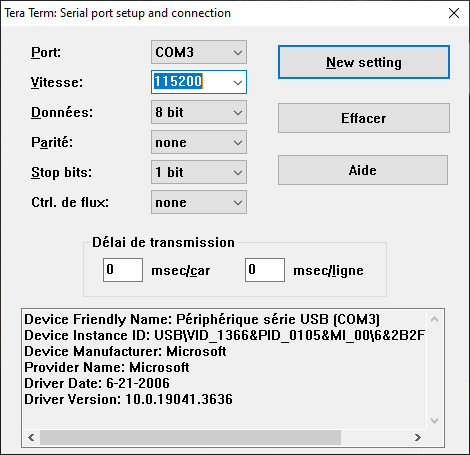 Tera Term: Serial port setup and connection
Port: COM3 New setting
Vitesse: 115200
Données: 8 bit Effacer
Parité: none
Stop bits: 1 bit Aide
Ctrl. de flux: none
Délai de transmission
0 msec/car 0 msec/ligne
Device Friendly Name: Périphérique série USB (COM3)
Device Instance ID: USB\VID_1366&PID_0105&MI_00\6&2B2F
Device Manufacturer: Microsoft
Provider Name: Microsoft
Driver Date: 6-21-2006
Driver Version: 10.0.19041.3636